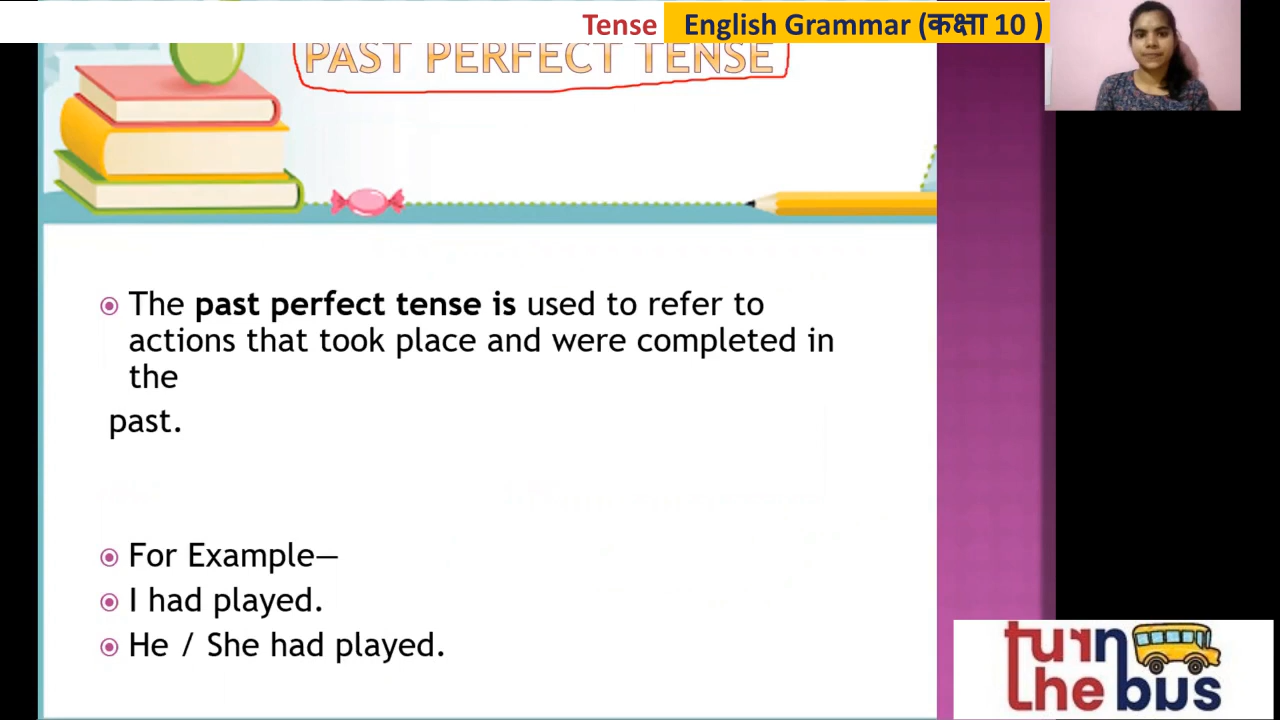 Tense English Grammar (कक्षा 10 )
PAST PERFECT TENSE
The past perfect tense is used to refer to
actions that took place and were completed in
the
past.
For Example—
I had played.
He / She had played.
turn
the bus